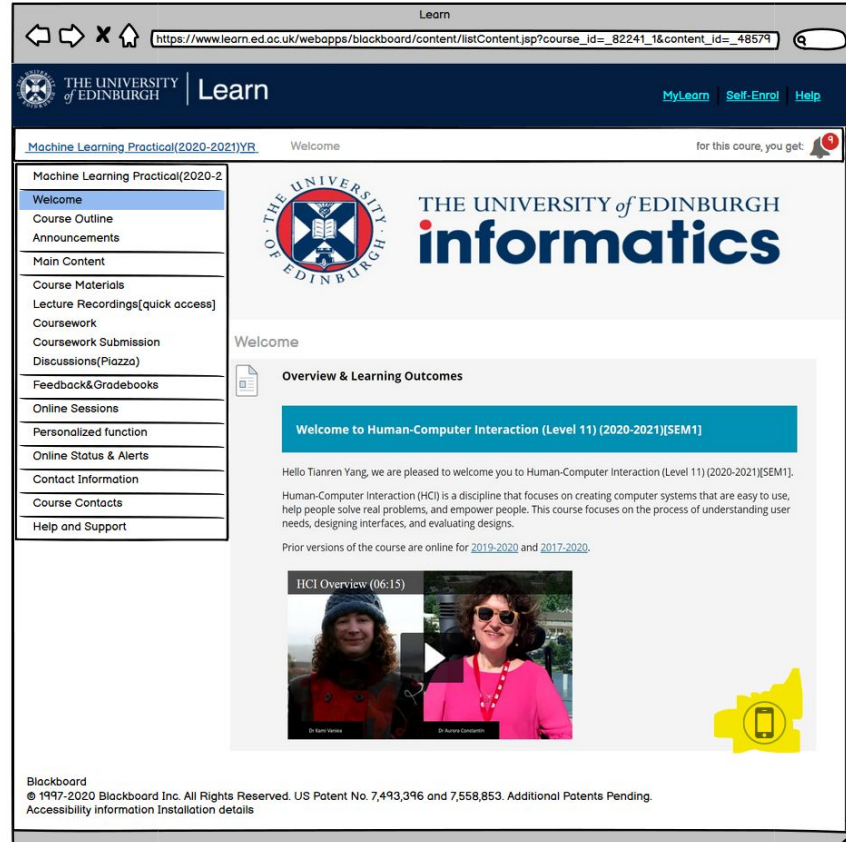 Learn
https://www.learn.ed.ac.uk/webapps/blackboard/content/listContent.jsp?course_id=_82241_1&content_id=_48579
THE UNIVERSITY
of EDINBURGH
Learn
MyLearn
Self-Enrol
Help
Machine Learning Practical(2020-2021)YR
Welcome
for this coure, you get:
9
Machine Learning Practical(2020-2
Welcome
Course Outline
Announcements
Main Content
Course Materials
Lecture Recordings[quick access]
Coursework
Coursework Submission
Discussions(Piazza)
Feedback&Gradebooks
Online Sessions
Personalized function
Online Status & Alerts
Contact Information
Course Contacts
Help and Support
THE UNIVERSITY OF EDINBURGH
THE UNIVERSITY of EDINBURGH
informatics
Welcome
Overview & Learning Outcomes
Welcome to Human-Computer Interaction (Level 11) (2020-2021)[SEM1]
Hello Tianren Yang, we are pleased to welcome you to Human-Computer Interaction (Level 11) (2020-2021)[SEM1].
Human-Computer Interaction (HCI) is a discipline that focuses on creating computer systems that are easy to use,
help people solve real problems, and empower people. This course focuses on the process of understanding user
needs, designing interfaces, and evaluating designs.
Prior versions of the course are online for 2019-2020 and 2017-2020.
HCI Overview (06:15)
Dr Kami Vaniea
Dr Aurora Constantin
Blackboard
© 1997-2020 Blackboard Inc. All Rights Reserved. US Patent No. 7,493,396 and 7,558,853. Additional Patents Pending.
Accessibility information Installation details